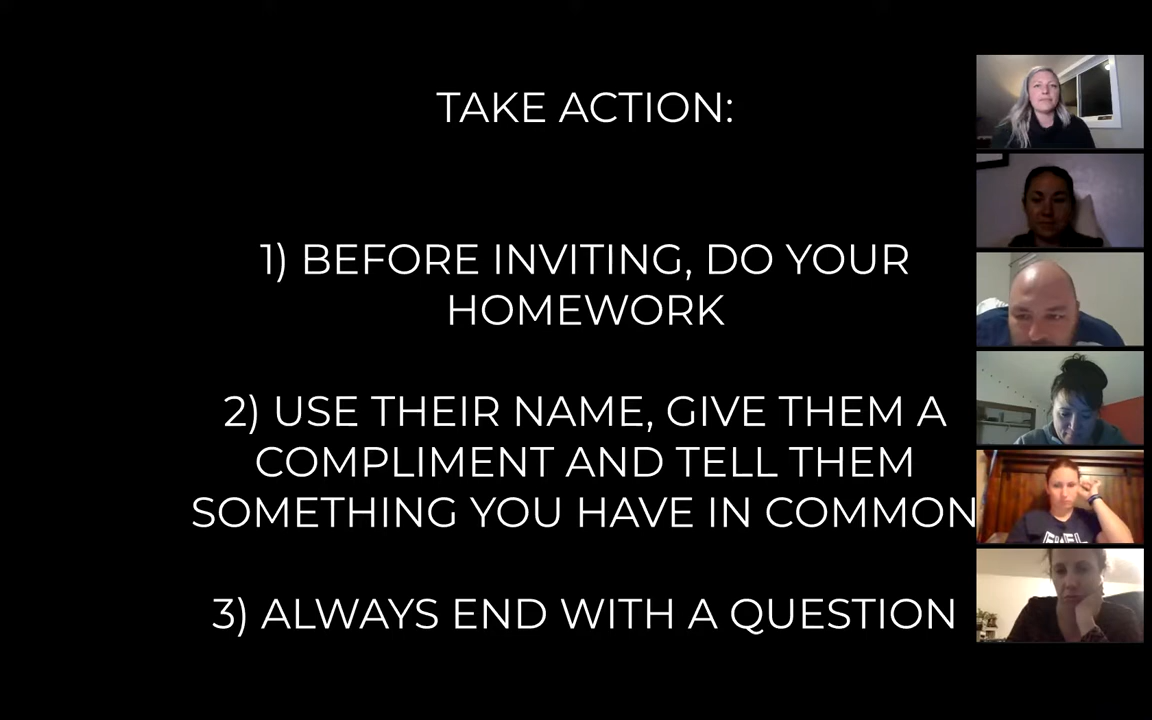 TAKE ACTION:
1) BEFORE INVITING, DO YOUR
HOMEWORK
2) USE THEIR NAME, GIVE THEM A
COMPLIMENT AND TELL THEM
SOMETHING YOU HAVE IN COMMON
3) ALWAYS END WITH A QUESTION